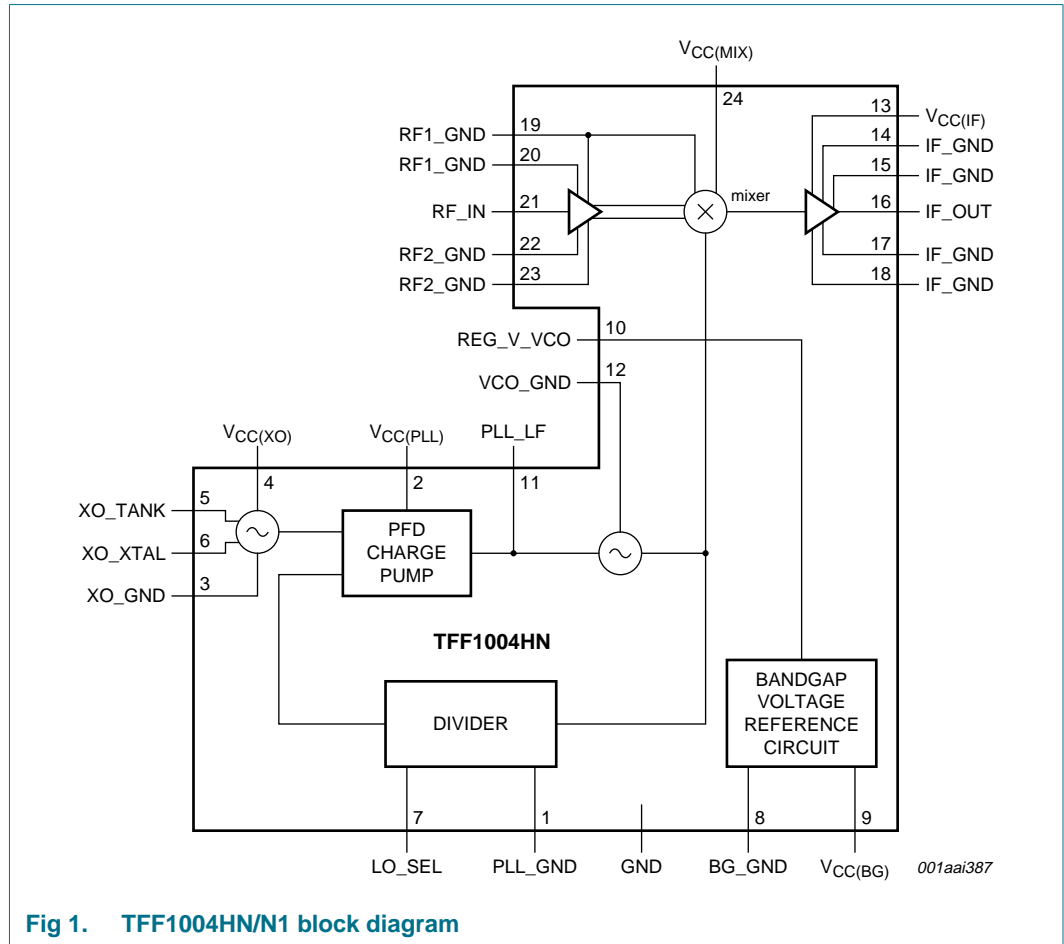 VCC(MIX)
24
RF1_GND 19
RF1_GND 20
RF_IN 21
RF2_GND 22
RF2_GND 23
mixer
13 VCC(IF)
14 IF_GND
15 IF_GND
16 IF_OUT
17 IF_GND
18 IF_GND
REG_V_VCO 10
VCO_GND 12
VCC(XO)
4
VCC(PLL)
2
PLL_LF
11
XO_TANK 5
XO_XTAL 6
XO_GND 3
PFD
CHARGE
PUMP
TFF1004HN
DIVIDER
BANDGAP
VOLTAGE
REFERENCE
CIRCUIT
7 1 8 9
LO_SEL PLL_GND GND BG_GND VCC(BG) 001aai387
Fig 1. TFF1004HN/N1 block diagram